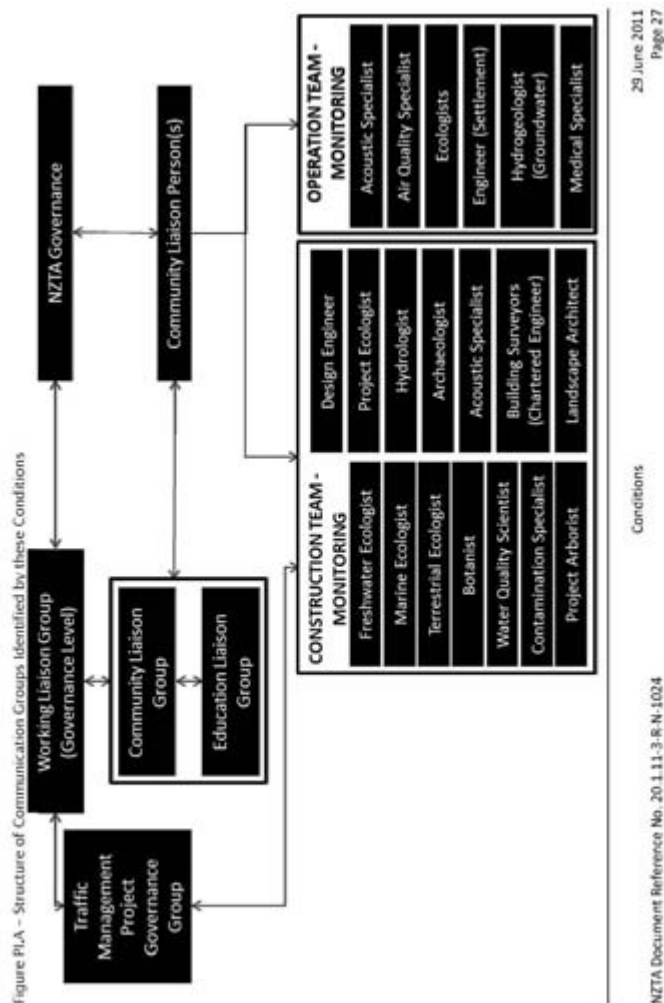 Figure PI.A – Structure of Communication Groups Identified by these Conditions
Traffic
Management
Project
Governance
Group
Working Liaison Group
(Governance Level)
NZTA Governance
Community Liaison
Group
Education Liaison
Group
Community Liaison Person(s)
CONSTRUCTION TEAM -
MONITORING
Freshwater Ecologist
Marine Ecologist
Terrestrial Ecologist
Botanist
Water Quality Scientist
Contamination Specialist
Project Arborist
Design Engineer
Project Ecologist
Hydrologist
Archaeologist
Acoustic Specialist
Building Surveyors
(Chartered Engineer)
Landscape Architect
OPERATION TEAM -
MONITORING
Acoustic Specialist
Air Quality Specialist
Ecologists
Engineer (Settlement)
Hydrogeologist
(Groundwater)
Medical Specialist
NZTA Document Reference No. 20.1.11-3-R-N-1024
Conditions
29 June 2011
Page 27